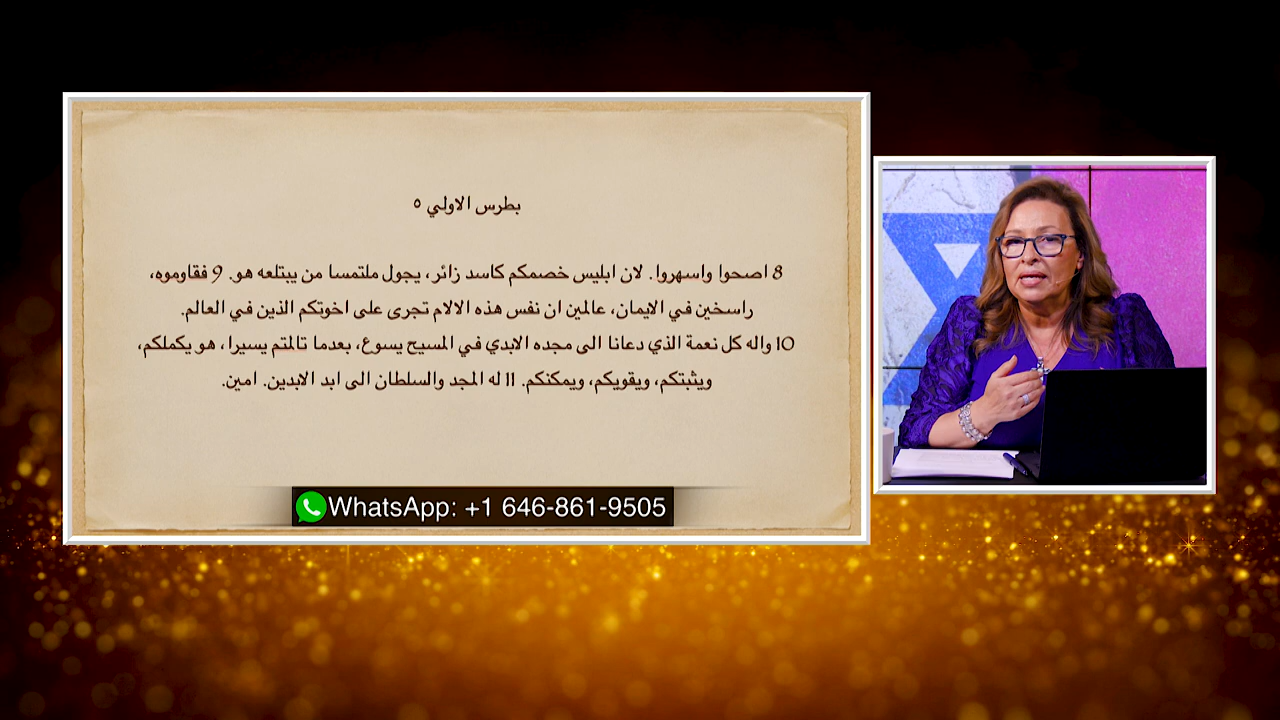 بطرس الاولي ٥
8 اصحوا واسهروا. لان ابليس خصمكم كاسد زائر، يجول ملتمسا من يبتلعه هو. 9 فقاوموه،
راسخين في الايمان، عالمين ان نفس هذه الالام تجرى على اخوتكم الذين في العالم.
10 واله كل نعمة الذي دعانا الى مجده الابدي في المسيح يسوع، بعدما تالمتم يسيرا، هو يكملكم،
ويثبتكم، ويقويكم، ويمكنكم. 11 له المجد والسلطان الى ابد الابدين. امين.
WhatsApp: +1 646-861-9505